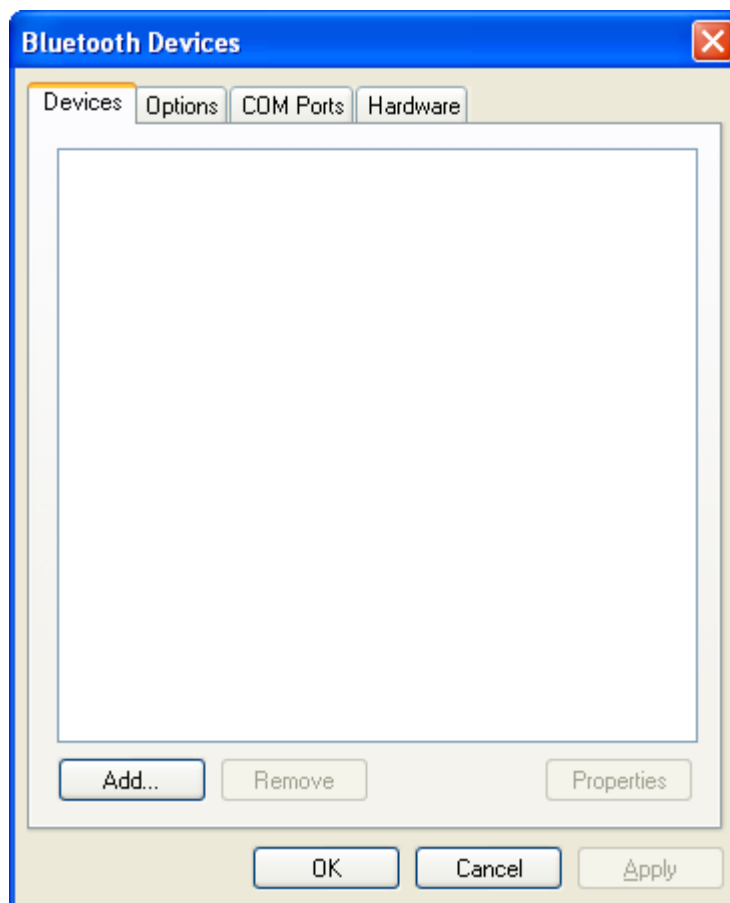 Bluetooth Devices
Devices Options COM Ports Hardware
Add... Remove Properties
OK Cancel Apply